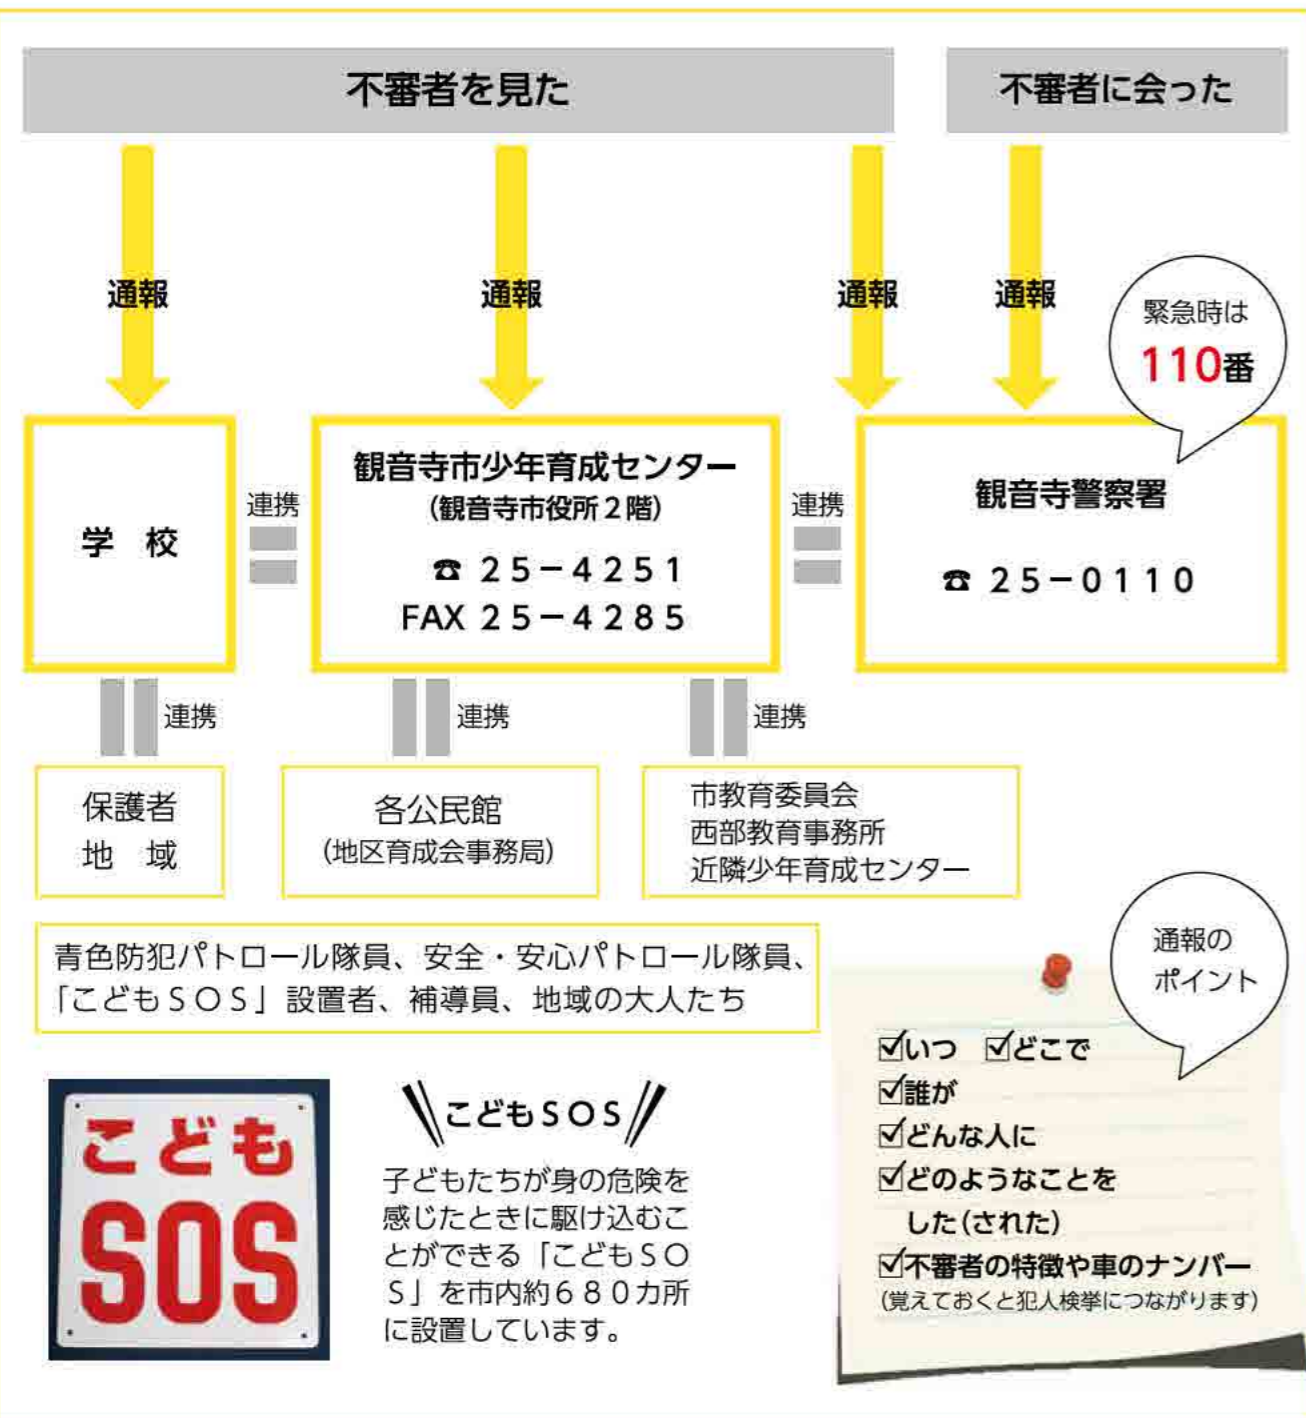 不審者を見た
不審者に会った
通報
通報
通報
通報
緊急時は
110番
学　校
連携
観音寺市少年育成センター
(観音寺市役所2階)
☎ 25－4251
FAX 25－4285
連携
観音寺警察署
☎ 25－0110
連携
連携
連携
保護者
地　域
各公民館
(地区育成会事務局)
市教育委員会
西部教育事務所
近隣少年育成センター
青色防犯パトロール隊員、安全・安心パトロール隊員、
「こどもＳＯＳ」設置者、補導員、地域の大人たち
通報の
ポイント
☑いつ　☑どこで
☑誰が
☑どんな人に
☑どのようなことを
した(された)
☑不審者の特徴や車のナンバー
(覚えておくと犯人検挙につながります)
こども
SOS
こどもＳＯＳ
子どもたちが身の危険を
感じたときに駆け込むこ
とができる「こどもＳＯ
Ｓ」を市内約６８０カ所
に設置しています。